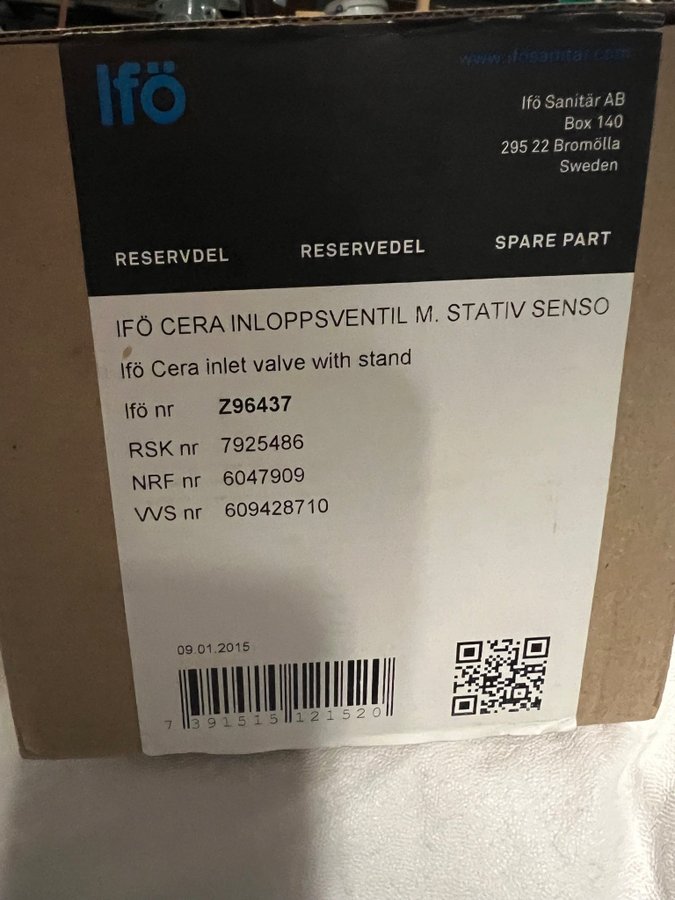 Ifö
www.ifosanitar.com
Ifö Sanitär AB
Box 140
295 22 Bromölla
Sweden
RESERVDEL RESERVEDEL SPARE PART
IFÖ CERA INLOPPSVENTIL M. STATIV SENSO
Ifö Cera inlet valve with stand
Ifö nr Z96437
RSK nr 7925486
NRF nr 6047909
VVS nr 609428710
09.01.2015
7 391515 121520